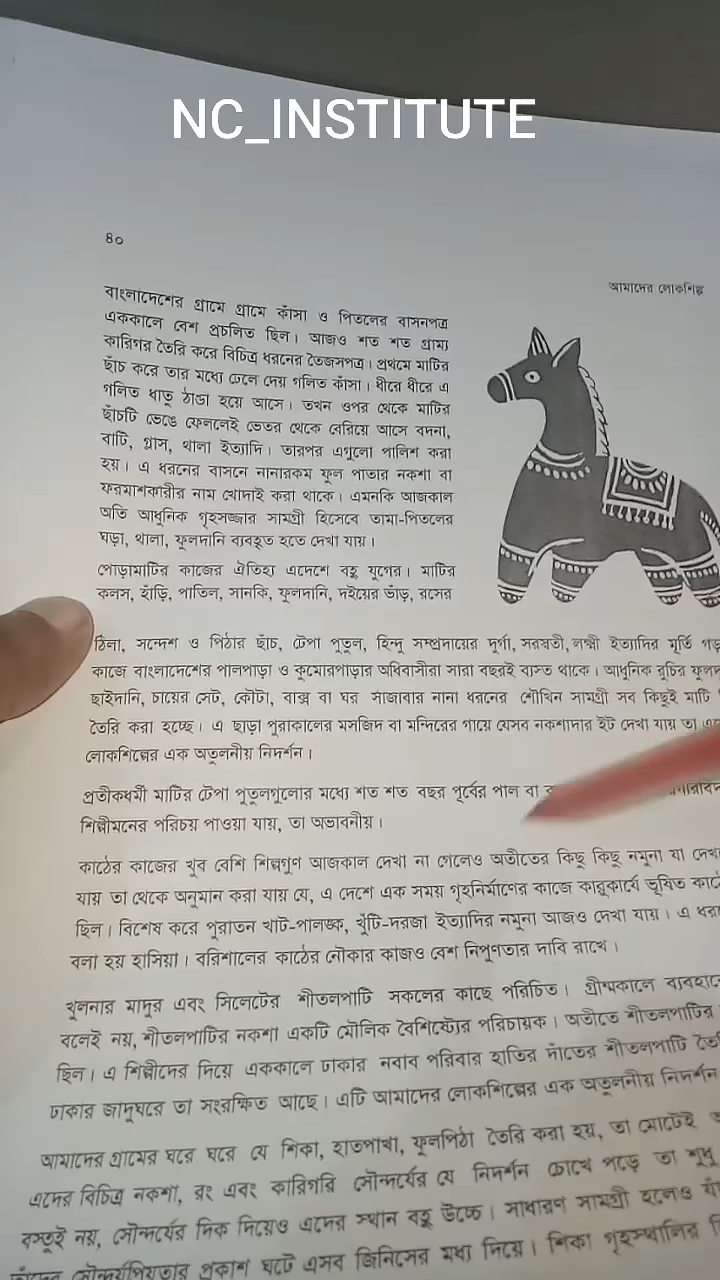 NC_INSTITUTE
৪০
আমাদের লোকশিল্প
বাংলাদেশের গ্রামে গ্রামে কাঁসা ও পিতলের বাসনপত্র
এককালে বেশ প্রচলিত ছিল। আজও শত শত গ্রাম্য
কারিগর তৈরি করে বিচিত্র ধরনের তৈজসপত্র। প্রথমে মাটির
ছাঁচ করে তার মধ্যে ঢেলে দেয় গলিত কাঁসা। ধীরে ধীরে এ
গলিত ধাতু ঠাণ্ডা হয়ে আসে। তখন ওপর থেকে মাটির
ছাঁচটি ভেঙে ফেললেই ভেতর থেকে বেরিয়ে আসে বদনা,
বাটি, গ্লাস, থালা ইত্যাদি। তারপর এগুলো পালিশ করা
হয়। এ ধরনের বাসনে নানারকম ফুল পাতার নকশা বা
ফরমাশকারীর নাম খোদাই করা থাকে। এমনকি আজকাল
অতি আধুনিক গৃহসজ্জার সামগ্রী হিসেবে তামা-পিতলের
ঘড়া, থালা, ফুলদানি ব্যবহৃত হতে দেখা যায়।
পোড়ামাটির কাজের ঐতিহ্য এদেশে বহু যুগের। মাটির
কলস, হাঁড়ি, পাতিল, সানকি, ফুলদানি, দইয়ের ভাঁড়, রসের
ঠিলা, সন্দেশ ও পিঠার ছাঁচ, টেপা পুতুল, হিন্দু সম্প্রদায়ের দুর্গা, সরস্বতী, লক্ষ্মী ইত্যাদির মূর্তি
কাজে বাংলাদেশের পালপাড়া ও কুমোরপাড়ার অধিবাসীরা সারা বছরই ব্যস্ত থাকে। আধুনিক রুচির
ছাইদানি, চায়ের সেট, কৌটা, বাক্স বা ঘর সাজাবার নানা ধরনের শৌখিন সামগ্রী সব কিছুই মাটি
তৈরি করা হচ্ছে। এ ছাড়া পুরাকালের মসজিদ বা মন্দিরের গায়ে যেসব নকশাদার ইট দেখা যায় তা
লোকশিল্পের এক অতুলনীয় নিদর্শন।
প্রতীকধর্মী মাটির টেপা পুতুলগুলোর মধ্যে শত শত বছর পূর্বের পাল বা
শিল্পীমনের পরিচয় পাওয়া যায়, তা অভাবনীয়।
কাঠের কাজের খুব বেশি শিল্পগুণ আজকাল দেখা না গেলেও অতীতের কিছু কিছু নমুনা যা
যায় তা থেকে অনুমান করা যায় যে, এ দেশে এক সময় গৃহনির্মাণের কাজে কারুকার্যে ভূষিত
ছিল। বিশেষ করে পুরাতন খাট-পালঙ্ক, খুঁটি-দরজা ইত্যাদির নমুনা আজও দেখা যায়। এ
বলা হয় হাসিয়া। বরিশালের কাঠের নৌকার কাজও বেশ নিপুণতার দাবি রাখে।
খুলনার মাদুর এবং সিলেটের শীতলপাটি সকলের কাছে পরিচিত। গ্রীষ্মকালে
বলেই নয়, শীতলপাটির নকশা একটি মৌলিক বৈশিষ্ট্যের পরিচায়ক। অতীতে শীতলপাটির
ছিল। এ শিল্পীদের দিয়ে এককালে ঢাকার নবাব পরিবার হাতির দাঁতের শীতলপাটি
ঢাকার জাদুঘরে তা সংরক্ষিত আছে। এটি আমাদের লোকশিল্পের এক অতুলনীয় নিদর্শন
আমাদের গ্রামের ঘরে ঘরে যে শিকা, হাতপাখা, ফুলপিঠা তৈরি করা হয়, তা মোটেই
এদের বিচিত্র নকশা, রং এবং কারিগরি সৌন্দর্যের যে নিদর্শন চোখে পড়ে তা শুধু
বস্তুই নয়, সৌন্দর্যের দিক দিয়েও এদের স্থান বহু উচ্চে। সাধারণ সামগ্রী হলেও
সৌন্দর্যপ্রিয়তার প্রকাশ ঘটে এসব জিনিসের মধ্য দিয়ে। শিকা গৃহস্থালির